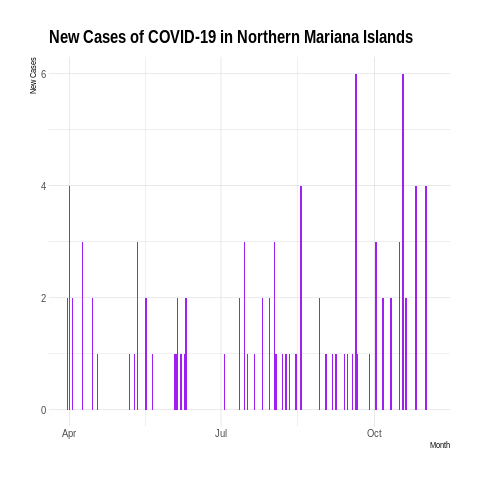 New Cases of COVID-19 in Northern Mariana Islands
New Cases
6
4
2
0
Apr
Jul
Oct
Month